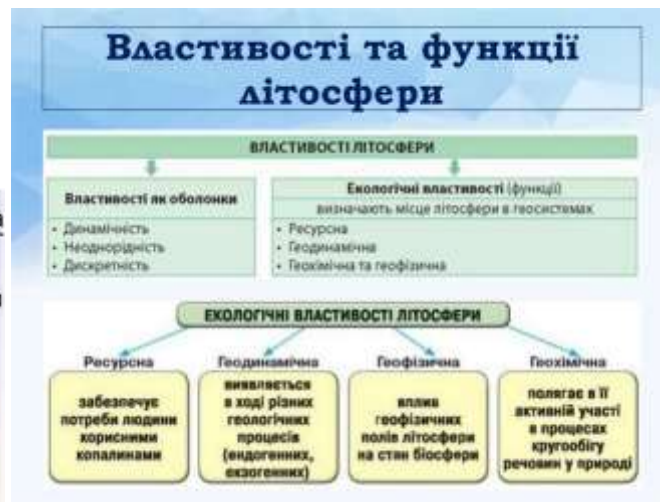 Властивості та функції
літосфери
ВЛАСТИВОСТІ ЛІТОСФЕРИ
Властивості як оболонки
• Динамічність
• Неоднорідність
• Дискретність
Екологічні властивості (функції)
визначають місце літосфери в геосистемах
• Ресурсна
• Геодинамічна
• Геохімічна та геофізична
ЕКОЛОГІЧНІ ВЛАСТИВОСТІ ЛІТОСФЕРИ
Ресурсна
забезпечує
потреби людини
корисними
копалинами
Геодинамічна
виявляється
в ході різних
геологічних
процесів
(ендогенних,
екзогенних)
Геофізична
вплив
геофізичних
полів літосфери
на стан біосфери
Геохімічна
полягає в її
активній участі
в процесах
кругообігу
речовин у природі